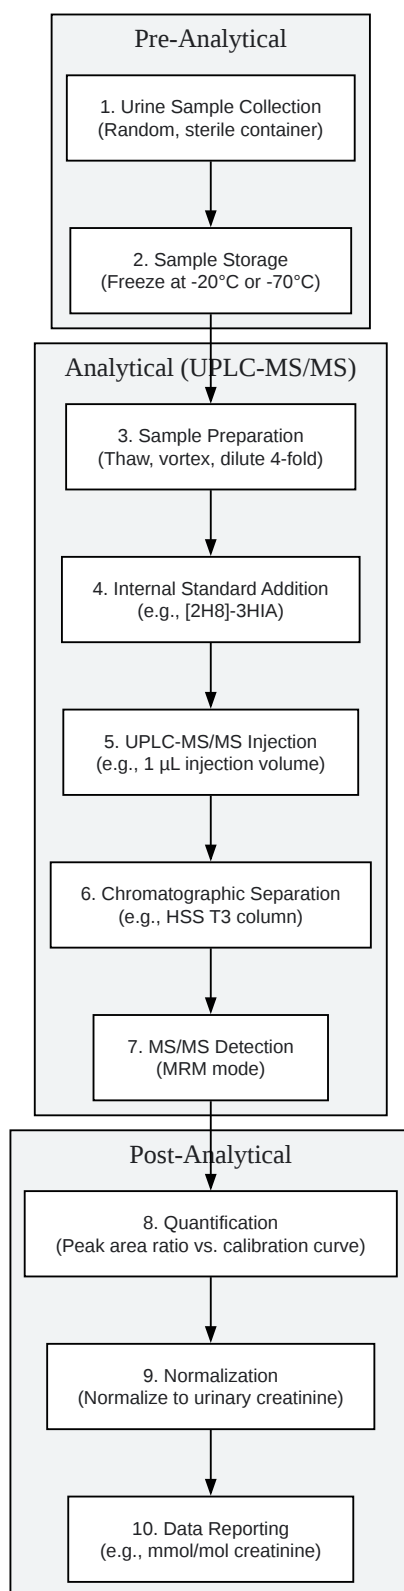 Pre-Analytical
1. Urine Sample Collection
(Random, sterile container)
2. Sample Storage
(Freeze at -20°C or -70°C)
Analytical (UPLC-MS/MS)
3. Sample Preparation
(Thaw, vortex, dilute 4-fold)
4. Internal Standard Addition
(e.g., [2H8]-3HIA)
5. UPLC-MS/MS Injection
(e.g., 1 µL injection volume)
6. Chromatographic Separation
(e.g., HSS T3 column)
7. MS/MS Detection
(MRM mode)
Post-Analytical
8. Quantification
(Peak area ratio vs. calibration curve)
9. Normalization
(Normalize to urinary creatinine)
10. Data Reporting
(e.g., mmol/mol creatinine)